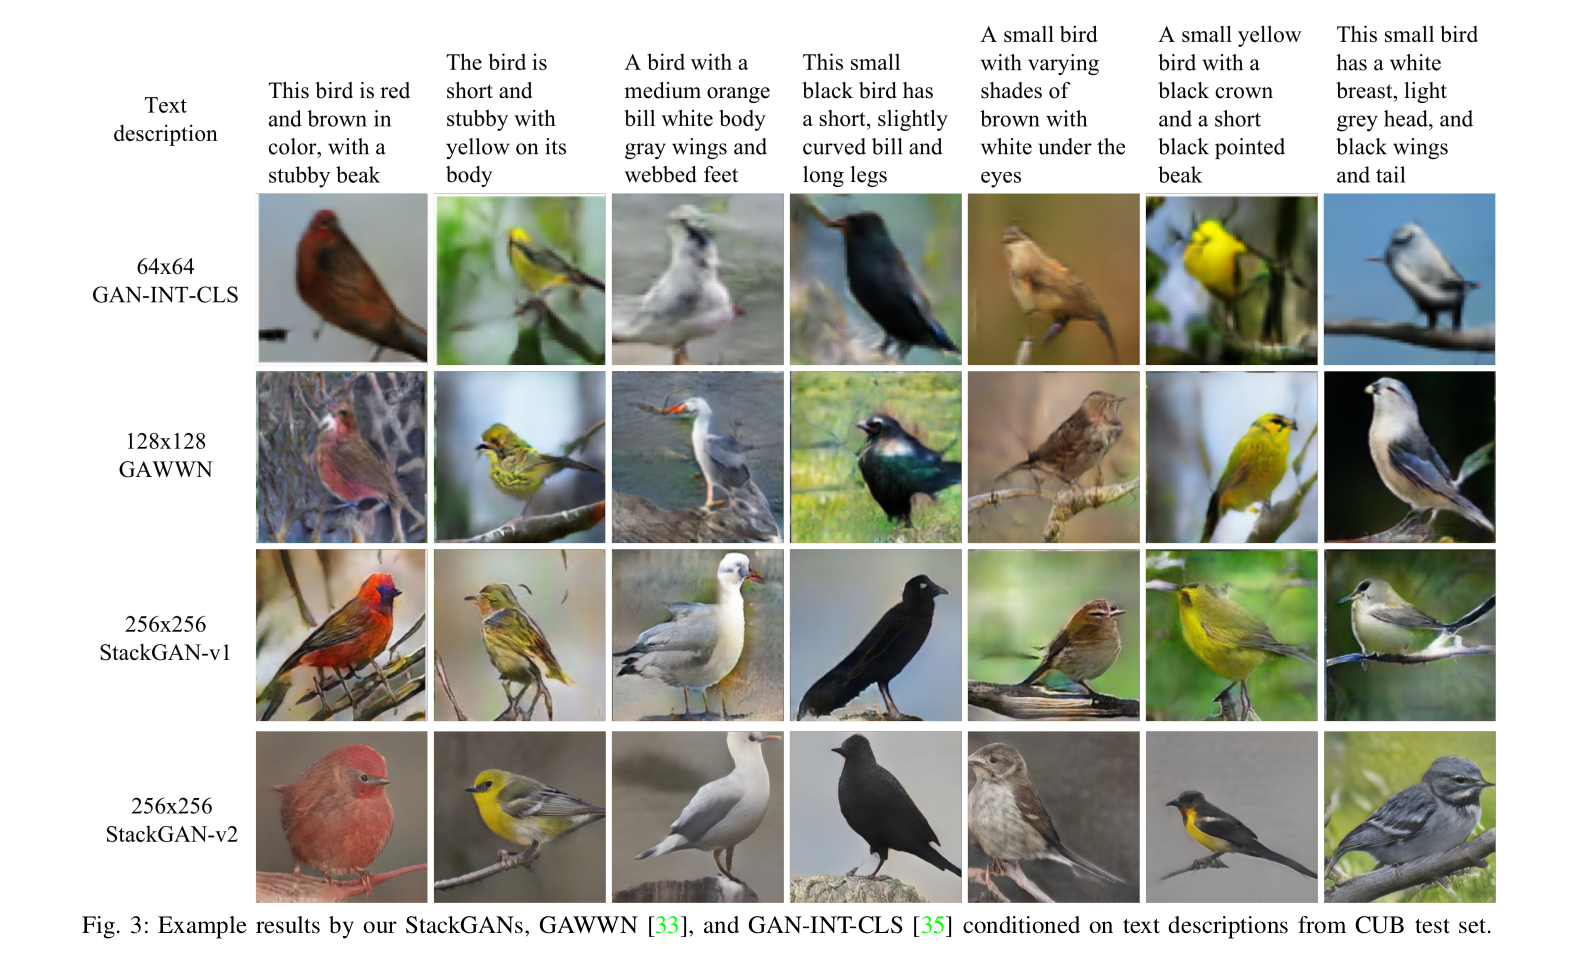 Text
description
This bird is red
and brown in
color, with a
stubby beak
The bird is
short and
stubby with
yellow on its
body
A bird with a
medium orange
bill white body
gray wings and
webbed feet
This small
black bird has
a short, slightly
curved bill and
long legs
A small bird
with varying
shades of
brown with
white under the
eyes
A small yellow
bird with a
black crown
and a short
black pointed
beak
This small bird
has a white
breast, light
grey head, and
black wings
and tail
64x64
GAN-INT-CLS
128x128
GAWWN
256x256
StackGAN-v1
256x256
StackGAN-v2
Fig. 3: Example results by our StackGANs, GAWWN [33], and GAN-INT-CLS [35] conditioned on text descriptions from CUB test set.